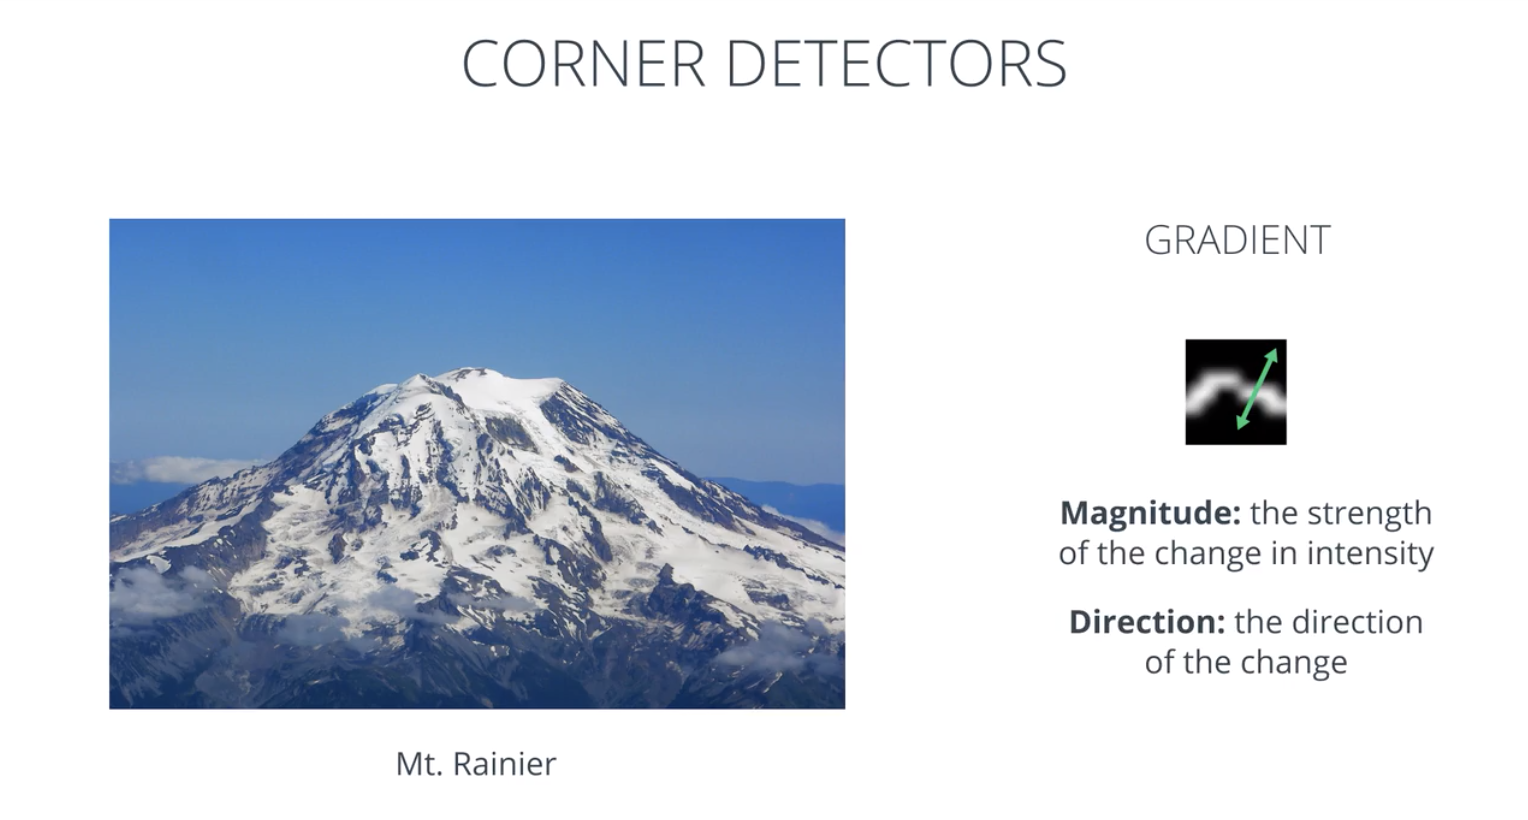 CORNER DETECTORS
GRADIENT
Magnitude: the strength
of the change in intensity
Direction: the direction
of the change
Mt. Rainier